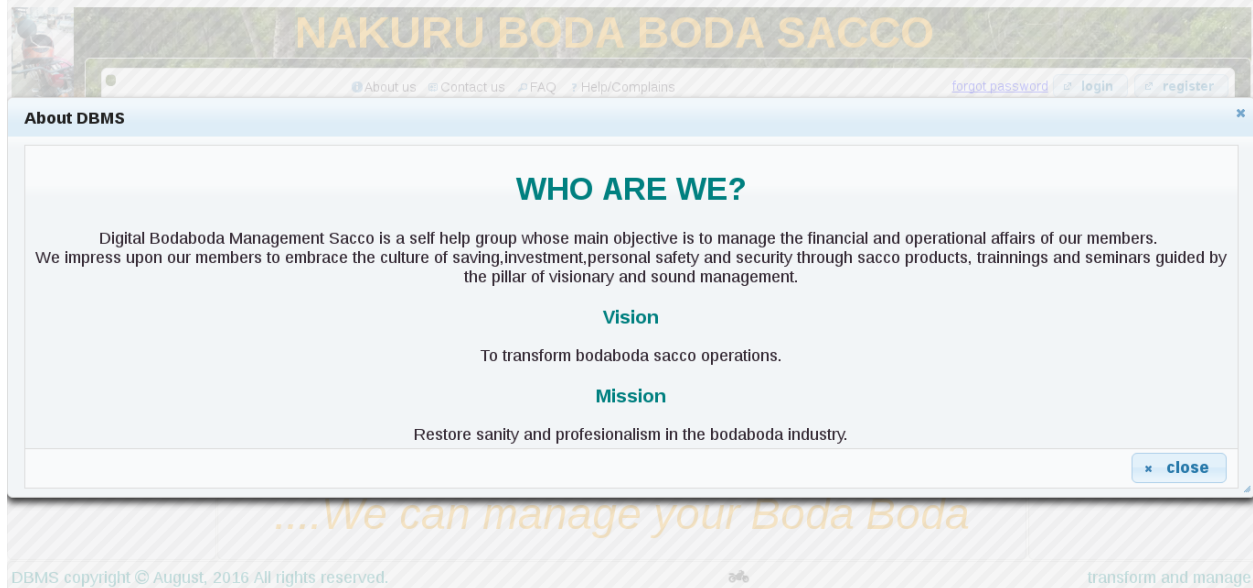 NAKURU BODA BODA SACCO
About us Contact us FAQ Help/Complains forgot password login register
About DBMS
WHO ARE WE?
Digital Bodaboda Management Sacco is a self help group whose main objective is to manage the financial and operational affairs of our members.
We impress upon our members to embrace the culture of saving,investment,personal safety and security through sacco products, trainnings and seminars guided by
the pillar of visionary and sound management.
Vision
To transform bodaboda sacco operations.
Mission
Restore sanity and profesionalism in the bodaboda industry.
close
....We can manage your Boda Boda
DBMS copyright © August, 2016 All rights reserved. transform and manage